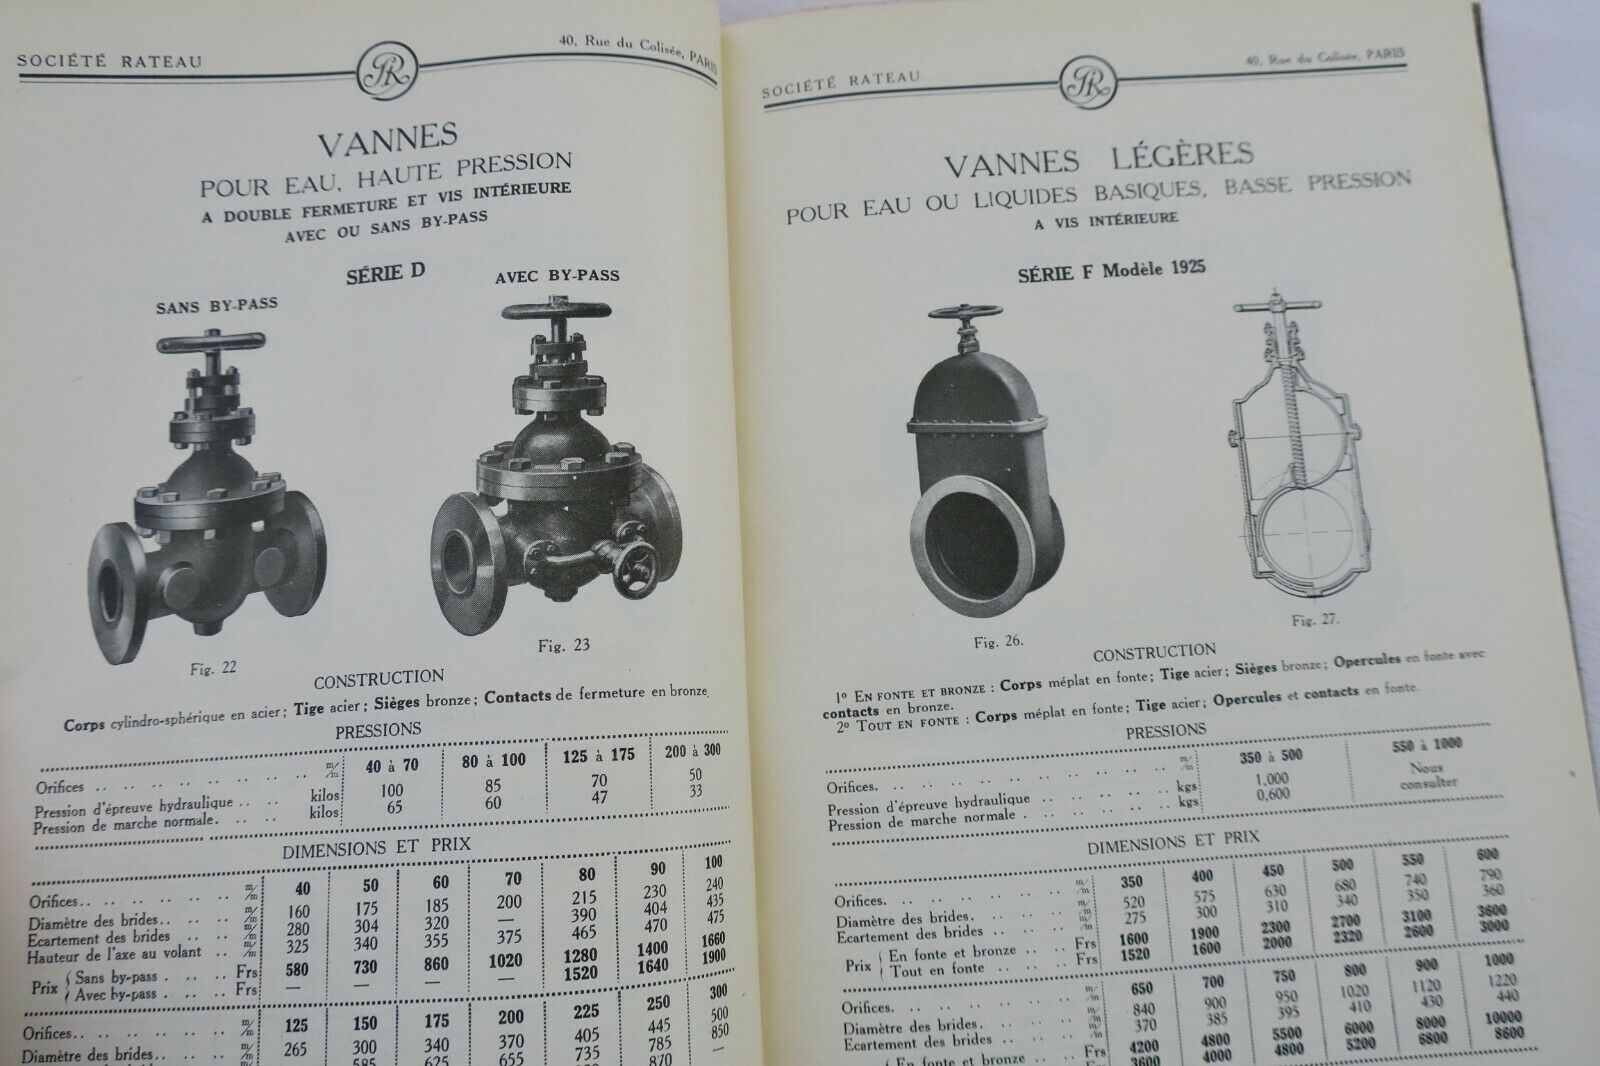 SOCIÉTÉ RATEAU
40, Rue du Colisée, PARIS
VANNES
POUR EAU, HAUTE PRESSION
A DOUBLE FERMETURE ET VIS INTÉRIEURE
AVEC OU SANS BY-PASS
SÉRIE D
SANS BY-PASS
AVEC BY-PASS
Fig. 22
Fig. 23
CONSTRUCTION
Corps cylindro-sphérique en acier; Tige acier; Sièges bronze; Contacts de fermeture en bronze.
PRESSIONS
Orifices .. .. .. .. .. .. m/m 40 à 70 80 à 100 125 à 175 200 à 300
Pression d'épreuve hydraulique .. .. kilos 100 85 70 50
Pression de marche normale. .. .. kilos 65 60 47 33
DIMENSIONS ET PRIX
Orifices.. .. .. .. .. .. m/m 40 50 60 70 80 90 100
Diamètre des brides.. .. .. m/m 160 175 185 200 215 230 240
Ecartement des brides .. .. m/m 280 304 320 — 390 404 435
Hauteur de l'axe au volant .. m/m 325 340 355 375 465 470 475
Prix { Sans by-pass . .. .. Frs 580 730 860 1020 1280 1400 1660
Avec by-pass . .. .. Frs — — — — 1520 1640 1900
Orifices.. .. .. .. .. .. m/m 125 150 175 200 225 250 300
Diamètre des brides.. .. .. m/m 265 300 340 370 405 445 500
585 625 655 735 785 850
870 —
SOCIÉTÉ RATEAU
40, Rue du Colisée, PARIS
VANNES LÉGÈRES
POUR EAU OU LIQUIDES BASIQUES, BASSE PRESSION
A VIS INTÉRIEURE
SÉRIE F Modèle 1925
Fig. 26.
Fig. 27.
CONSTRUCTION
1º EN FONTE ET BRONZE : Corps méplat en fonte; Tige acier; Sièges bronze; Opercules en fonte avec
contacts en bronze.
2º TOUT EN FONTE : Corps méplat en fonte; Tige acier; Opercules et contacts en fonte.
PRESSIONS
Orifices. .. .. .. .. .. .. .. .. m/m 350 à 500 550 à 1000
Pression d'épreuve hydraulique .. .. .. .. .. kgs 1,000 Nous
Pression de marche normale . .. .. .. .. .. kgs 0,600 consulter
DIMENSIONS ET PRIX
Orifices. .. .. .. .. .. m/m 350 400 450 500 550 600
Diamètre des brides. .. .. .. m/m 520 575 630 680 740 790
Ecartement des brides .. .. .. m/m 275 300 310 340 350 360
Prix { En fonte et bronze .. .. Frs 1600 1900 2300 2700 3100 3600
Tout en fonte .. .. .. Frs 1520 1600 2000 2320 2600 3000
Orifices. .. .. .. .. .. m/m 650 700 750 800 900 1000
Diamètre des brides. .. .. .. m/m 840 900 950 1020 1120 1220
Ecartement des brides .. .. .. m/m 370 385 395 410 430 440
{ En fonte et bronze .. .. Frs 4200 4800 5500 6000 8000 10000
3600 4000 4800 5200 6800 8600